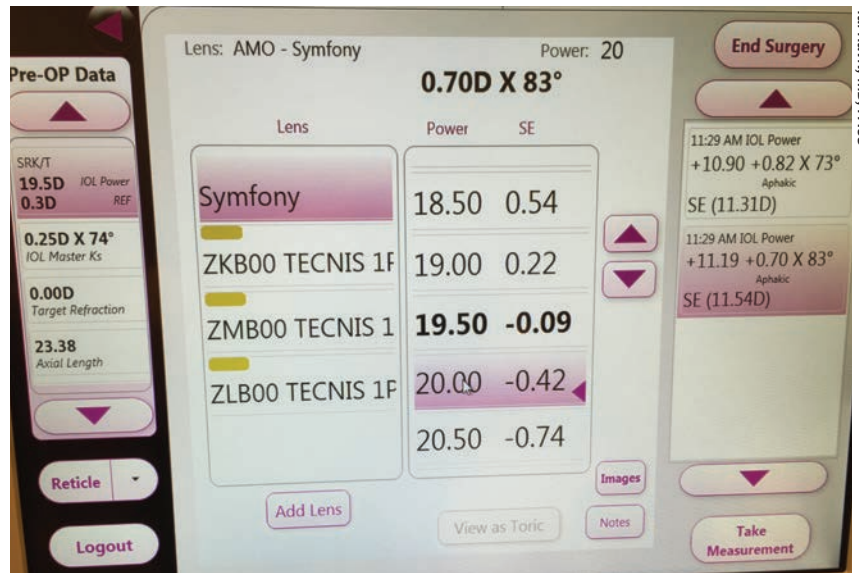 Lens: AMO - Symfony Power: 20
0.70D X 83°
Pre-OP Data
SRK/T
19.5D IOL Power
0.3D REF
0.25D X 74°
IOL Master Ks
0.00D
Target Refraction
23.38
Axial Length
Reticle
Logout
Lens
Symfony
ZKB00 TECNIS 1P
ZMB00 TECNIS 1
ZLB00 TECNIS 1P
Add Lens
Power SE
18.50 0.54
19.00 0.22
19.50 -0.09
20.00 -0.42
20.50 -0.74
View as Toric
Images
Notes
End Surgery
11:29 AM IOL Power
+10.90 +0.82 X 73°
Aphakic
SE (11.31D)
11:29 AM IOL Power
+11.19 +0.70 X 83°
Aphakic
SE (11.54D)
Take
Measurement